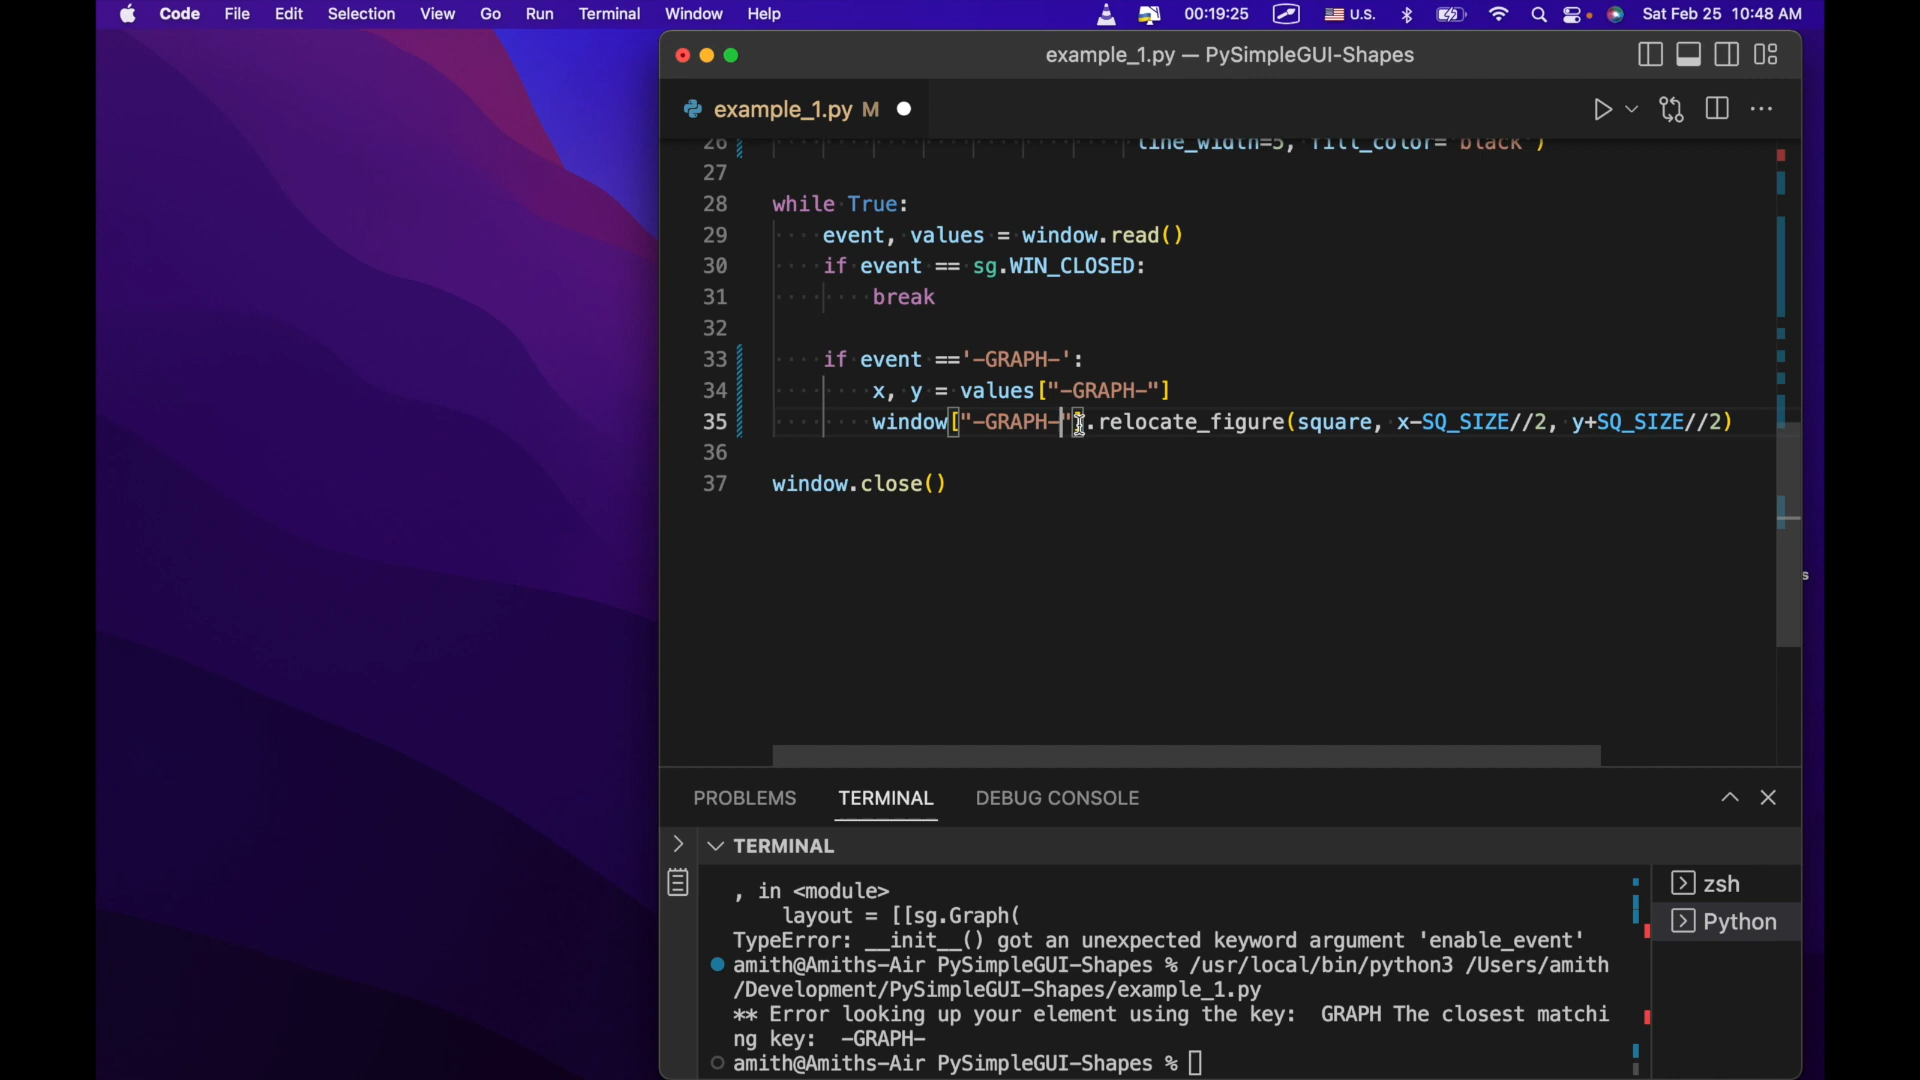 Code File Edit Selection View Go Run Terminal Window Help 00:19:25 U.S. Sat Feb 25 10:48 AM
example_1.py — PySimpleGUI-Shapes
example_1.py M
26 line_width=5, fill_color='black')
27
28 while True:
29 event, values = window.read()
30 if event == sg.WIN_CLOSED:
31 break
32
33 if event =='-GRAPH-':
34 x, y = values["-GRAPH-"]
35 window["-GRAPH-"].relocate_figure(square, x-SQ_SIZE//2, y+SQ_SIZE//2)
36
37 window.close()
s
PROBLEMS TERMINAL DEBUG CONSOLE
TERMINAL
, in <module>
layout = [[sg.Graph(
TypeError: __init__() got an unexpected keyword argument 'enable_event'
amith@Amiths-Air PySimpleGUI-Shapes % /usr/local/bin/python3 /Users/amith
/Development/PySimpleGUI-Shapes/example_1.py
** Error looking up your element using the key:  GRAPH The closest matchi
ng key:  -GRAPH-
amith@Amiths-Air PySimpleGUI-Shapes %
zsh
Python